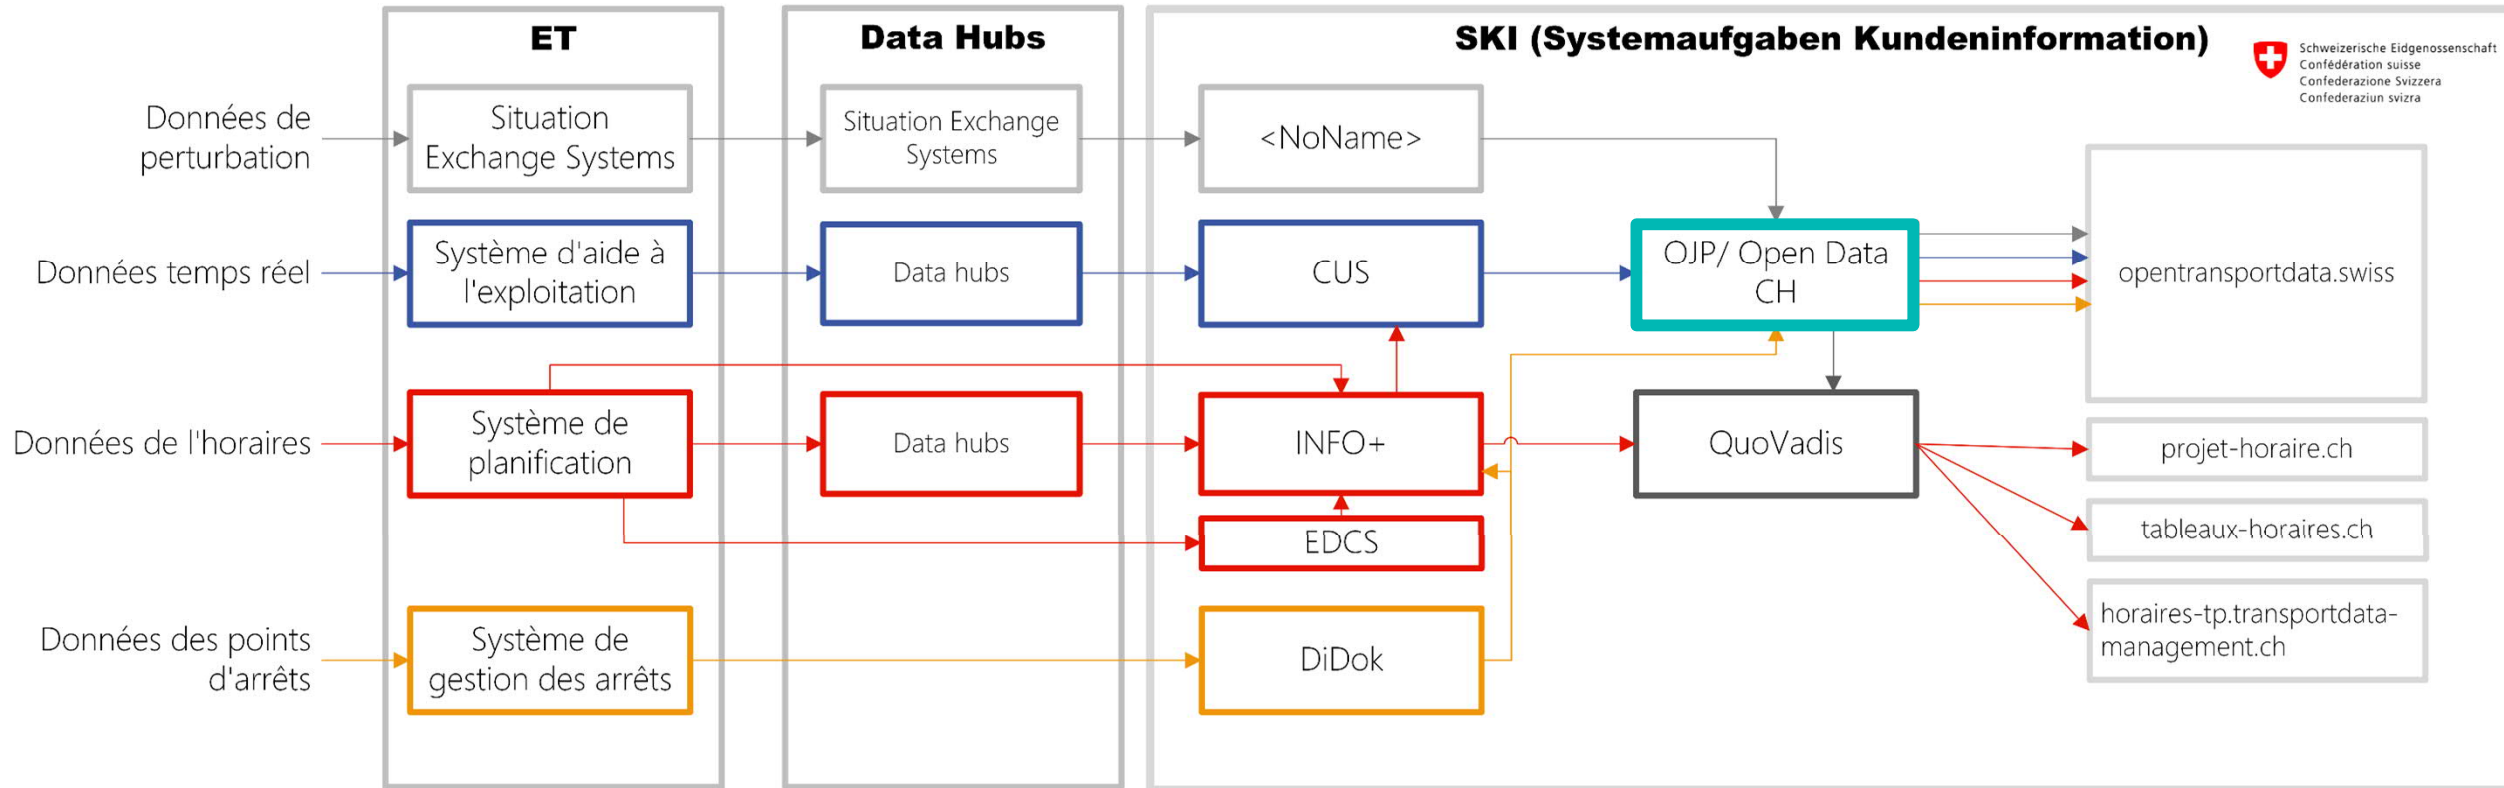 ET
Data Hubs
SKI (Systemaufgaben Kundeninformation)
Schweizerische Eidgenossenschaft
Confédération suisse
Confederazione Svizzera
Confederaziun svizra
Données de
perturbation
Situation
Exchange Systems
Situation Exchange
Systems
<NoName>
Données temps réel
Système d'aide à
l'exploitation
Data hubs
CUS
OJP/ Open Data
CH
opentransportdata.swiss
Données de l'horaires
Système de
planification
Data hubs
INFO+
QuoVadis
projet-horaire.ch
tableaux-horaires.ch
EDCS
horaires-tp.transportdata-
management.ch
Données des points
d'arrêts
Système de
gestion des arrêts
DiDok